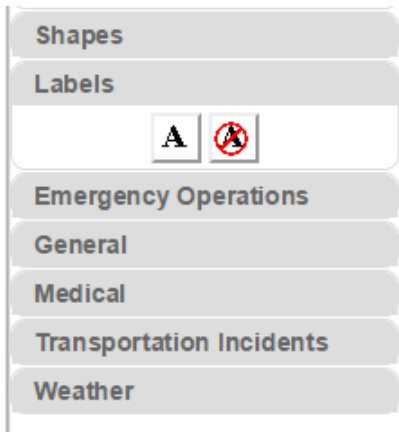 Shapes
Labels
A A
Emergency Operations
General
Medical
Transportation Incidents
Weather